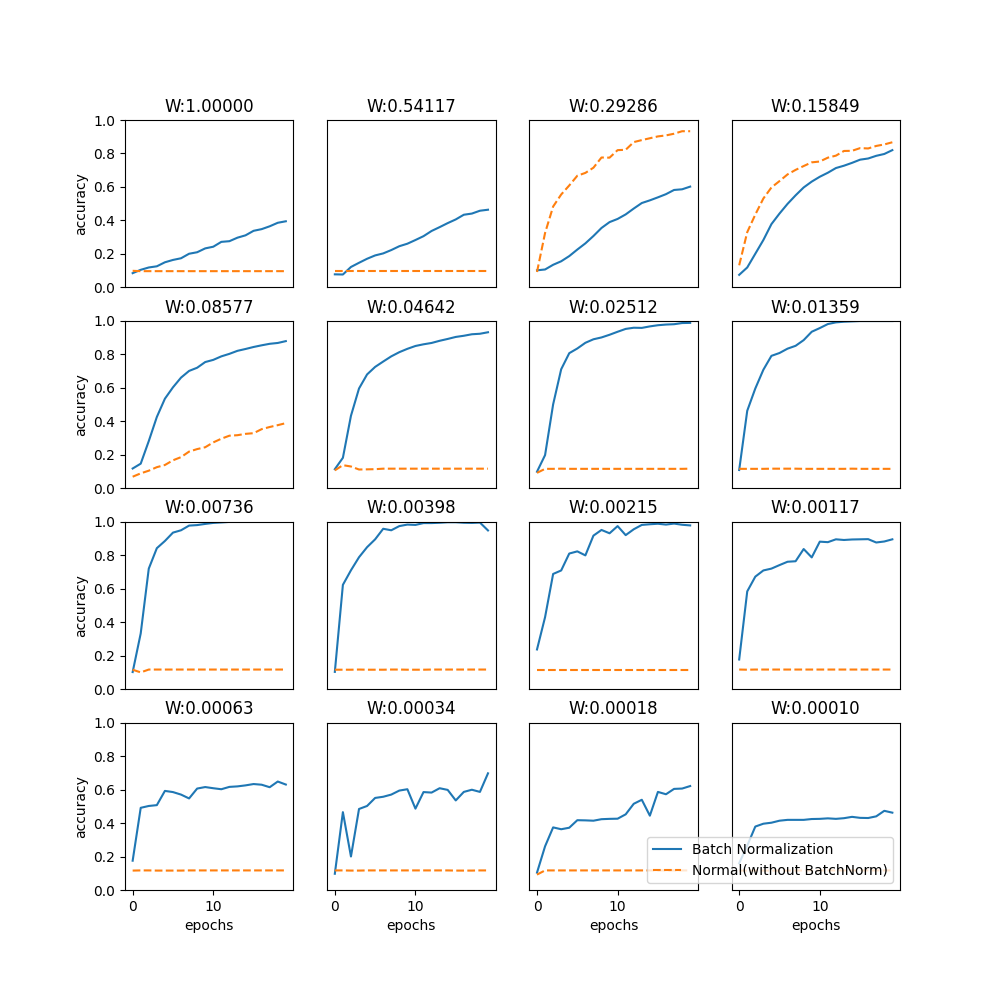 W:1.00000 W:0.54117 W:0.29286 W:0.15849
1.0
0.8
0.6
0.4
0.2
0.0
accuracy
W:0.08577 W:0.04642 W:0.02512 W:0.01359
1.0
0.8
0.6
0.4
0.2
0.0
accuracy
W:0.00736 W:0.00398 W:0.00215 W:0.00117
1.0
0.8
0.6
0.4
0.2
0.0
accuracy
W:0.00063 W:0.00034 W:0.00018 W:0.00010
1.0
0.8
0.6
0.4
0.2
0.0
accuracy
Batch Normalization
Normal(without BatchNorm)
0 10 0 10 0 10 0 10
epochs epochs epochs epochs